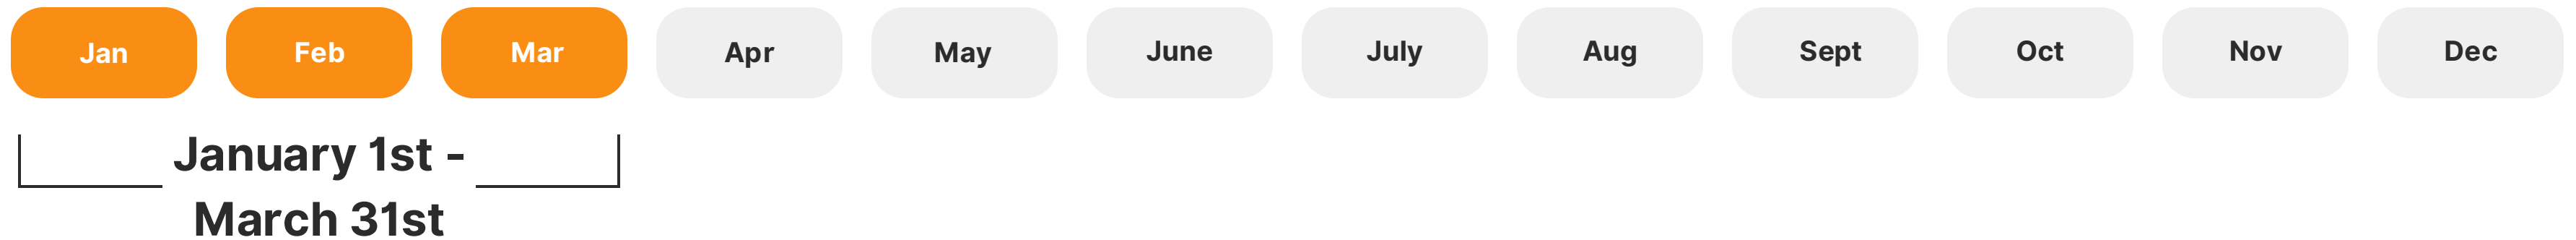 Jan Feb Mar Apr May June July Aug Sept Oct Nov Dec
January 1st -
March 31st